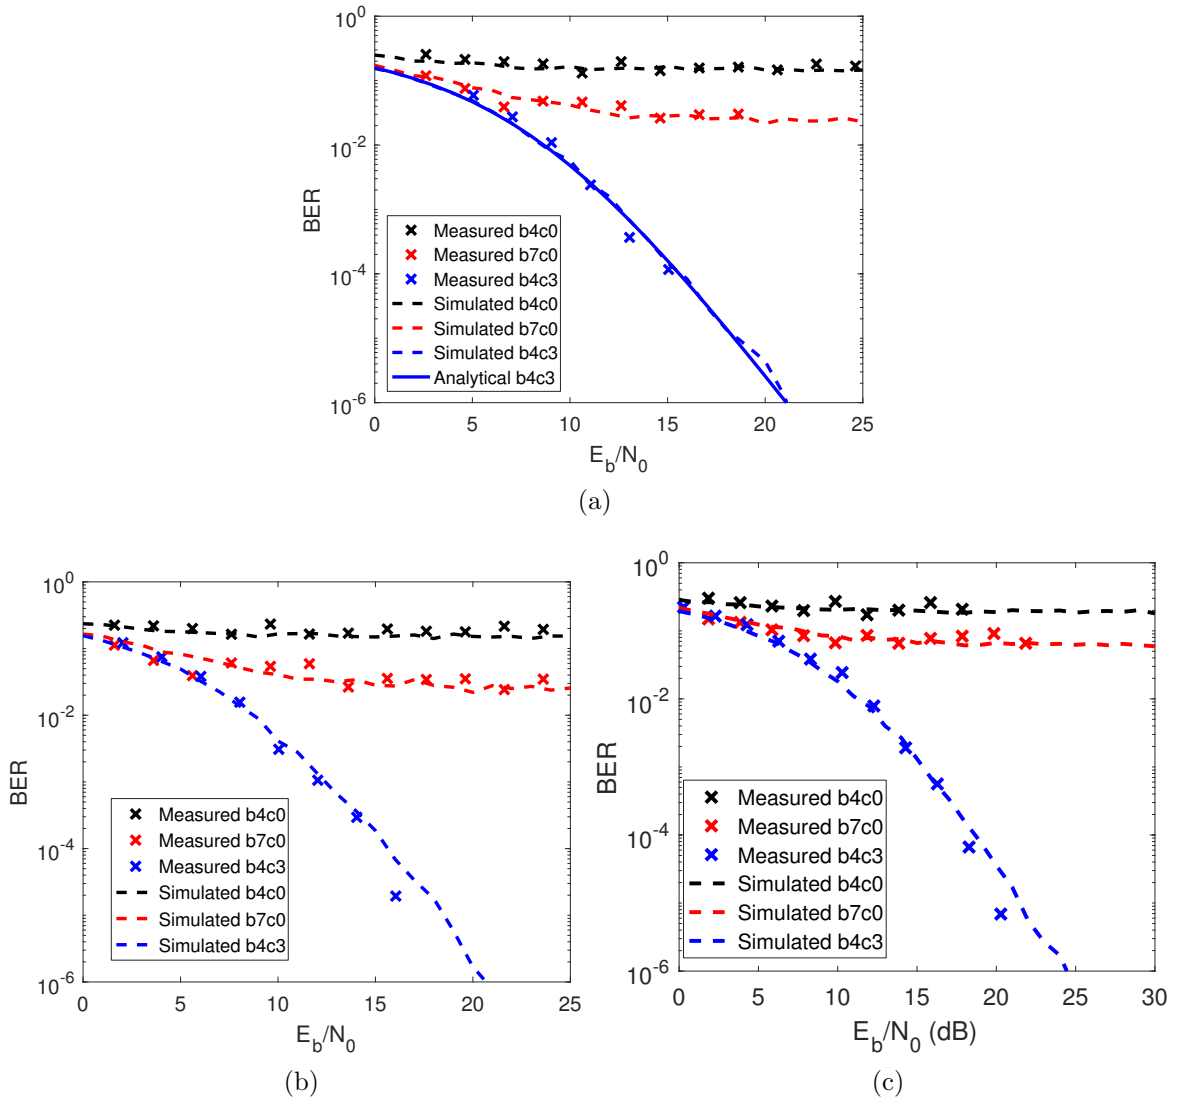 10^0
10^-2
10^-4
10^-6
BER
Measured b4c0
Measured b7c0
Measured b4c3
Simulated b4c0
Simulated b7c0
Simulated b4c3
Analytical b4c3
0 5 10 15 20 25
E_b/N_0
(a)
10^0
10^-2
10^-4
10^-6
BER
Measured b4c0
Measured b7c0
Measured b4c3
Simulated b4c0
Simulated b7c0
Simulated b4c3
0 5 10 15 20 25
E_b/N_0
(b)
10^0
10^-2
10^-4
10^-6
BER
Measured b4c0
Measured b7c0
Measured b4c3
Simulated b4c0
Simulated b7c0
Simulated b4c3
0 5 10 15 20 25 30
E_b/N_0 (dB)
(c)